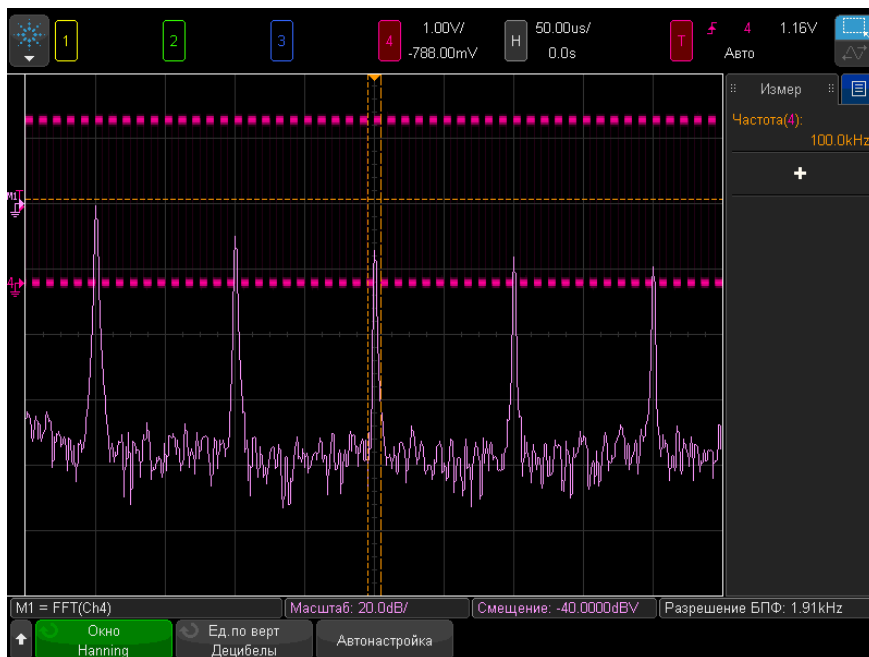 1
2
3
4
1.00V/
-788.00mV
H
50.00us/
0.0s
T
4
1.16V
Авто
Измер
Частота(4):
100.0kHz
+
M1
4
M1 = FFT(Ch4)
Масштаб: 20.0dB/
Смещение: -40.0000dBV
Разрешение БПФ: 1.91kHz
Окно
Hanning
Ед.по верт
Децибелы
Автонастройка